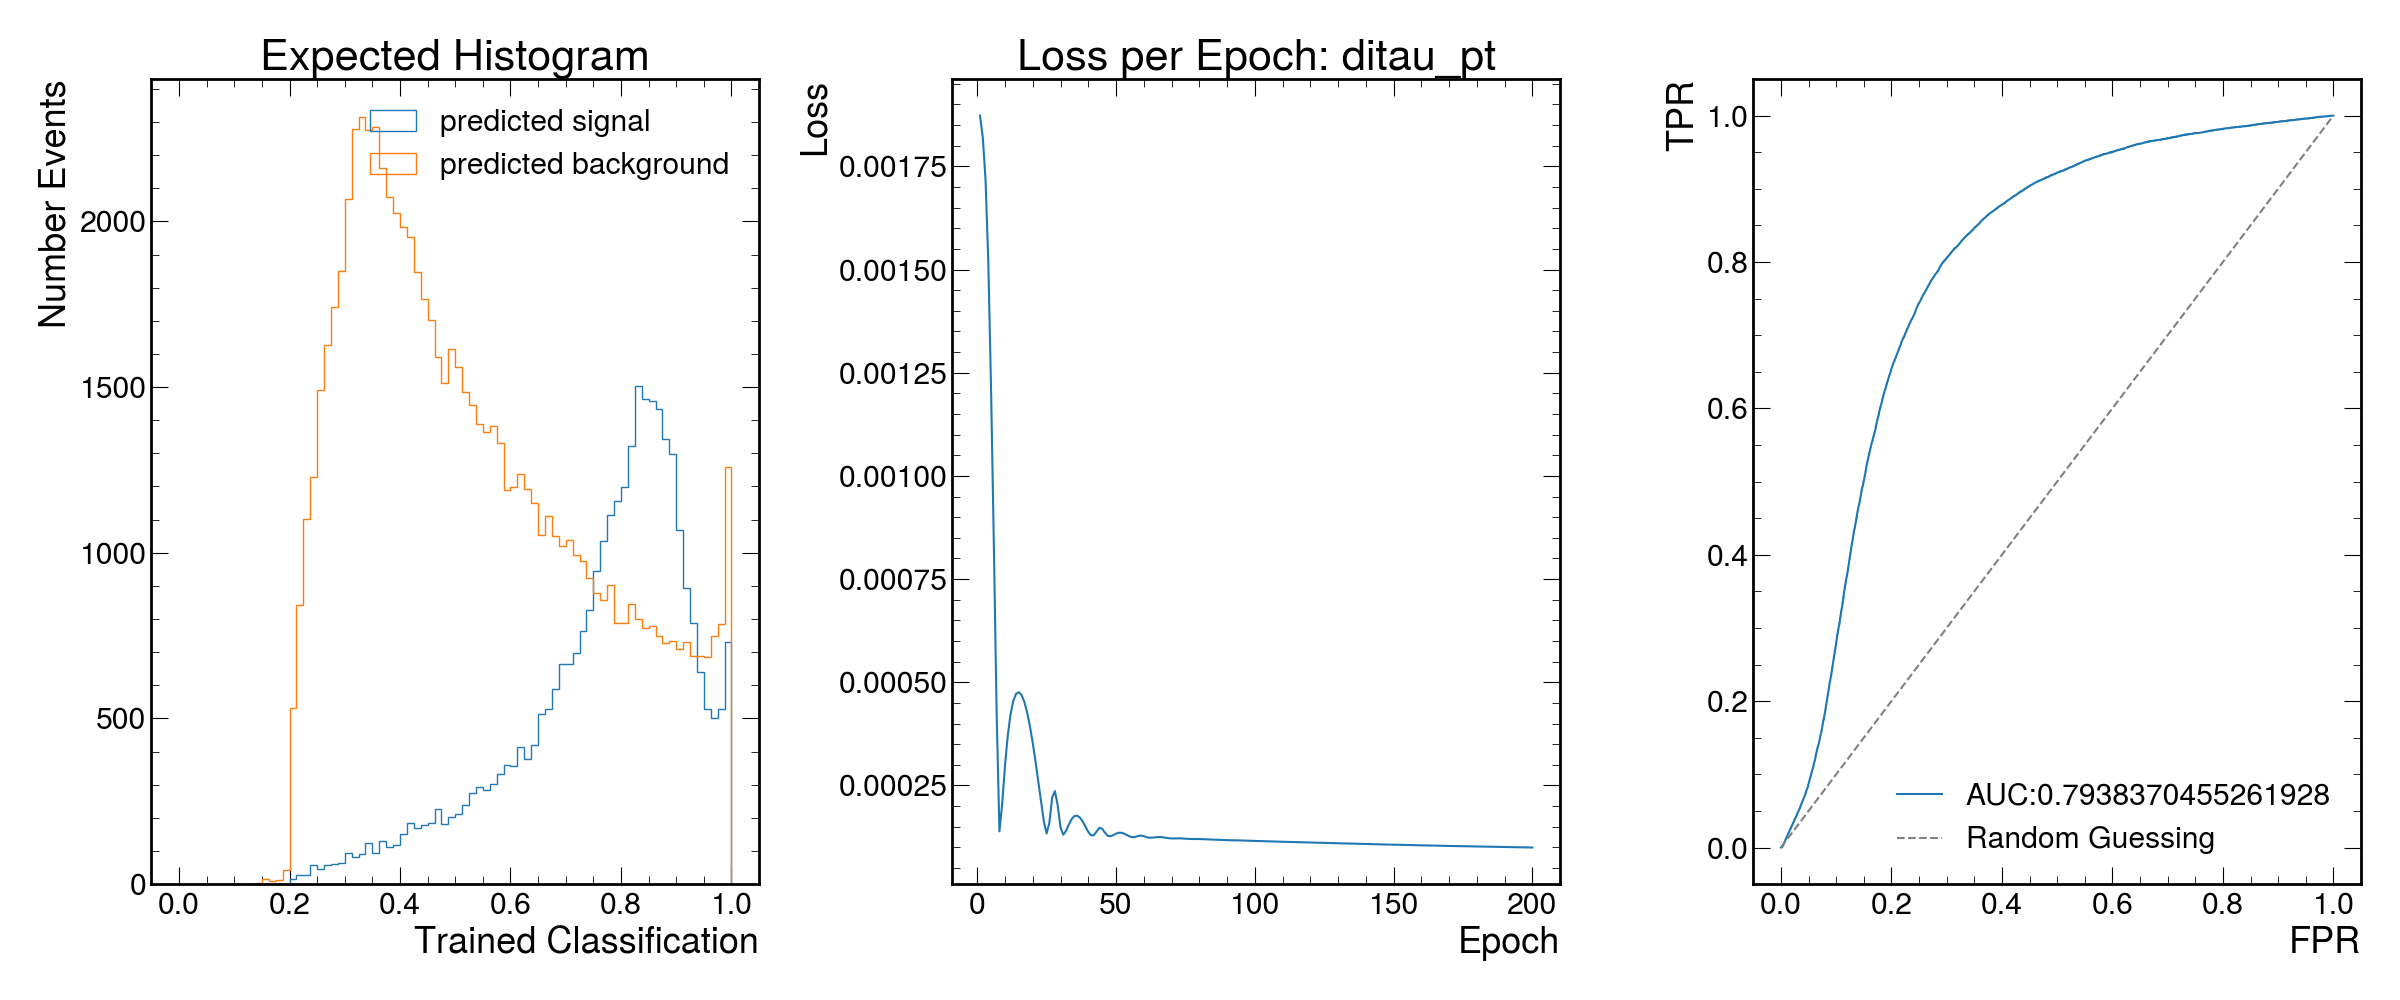 Expected Histogram
Number Events
predicted signal
predicted background
2000
1500
1000
500
0
0.0 0.2 0.4 0.6 0.8 1.0
Trained Classification
Loss per Epoch: ditau_pt
Loss
0.00175
0.00150
0.00125
0.00100
0.00075
0.00050
0.00025
0 50 100 150 200
Epoch
TPR
1.0
0.8
0.6
0.4
0.2
0.0
AUC:0.7938370455261928
Random Guessing
0.0 0.2 0.4 0.6 0.8 1.0
FPR